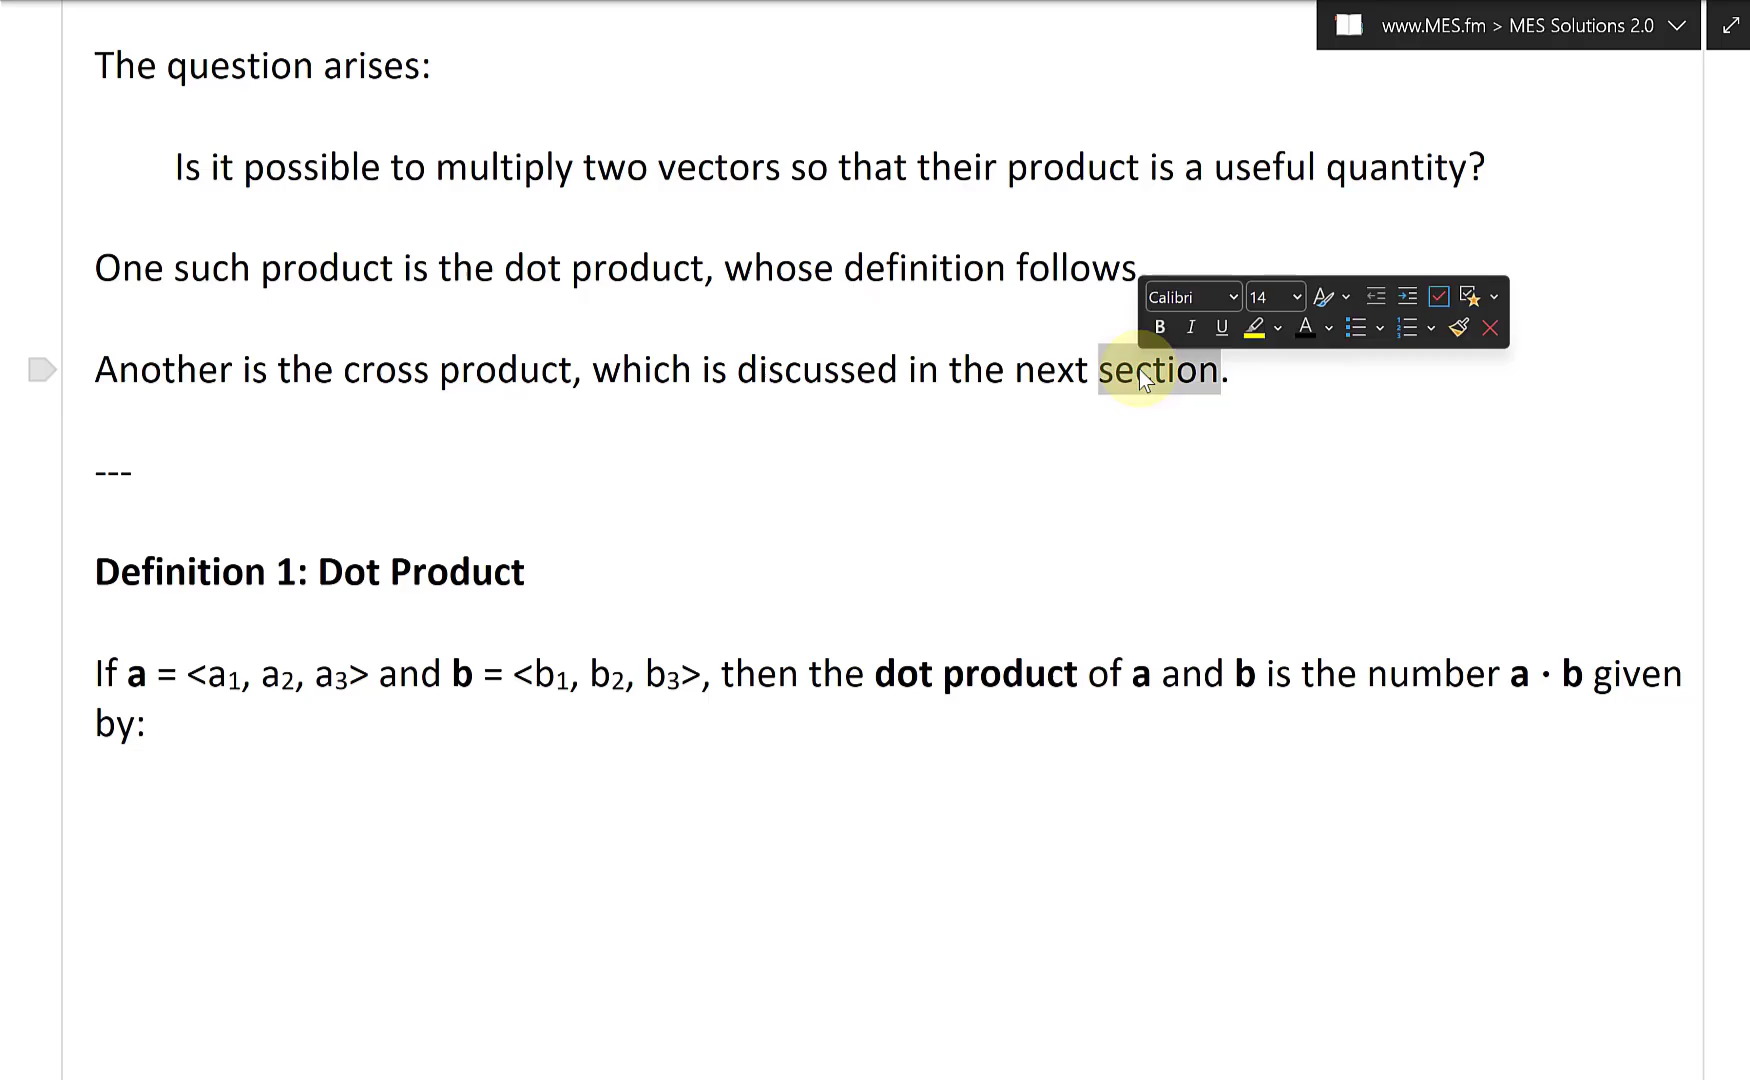 www.MES.fm > MES Solutions 2.0
The question arises:
Is it possible to multiply two vectors so that their product is a useful quantity?
One such product is the dot product, whose definition follows.
Calibri 14
B I U A
Another is the cross product, which is discussed in the next section.
---
Definition 1: Dot Product
If a = <a₁, a₂, a₃> and b = <b₁, b₂, b₃>, then the dot product of a and b is the number a · b given
by: